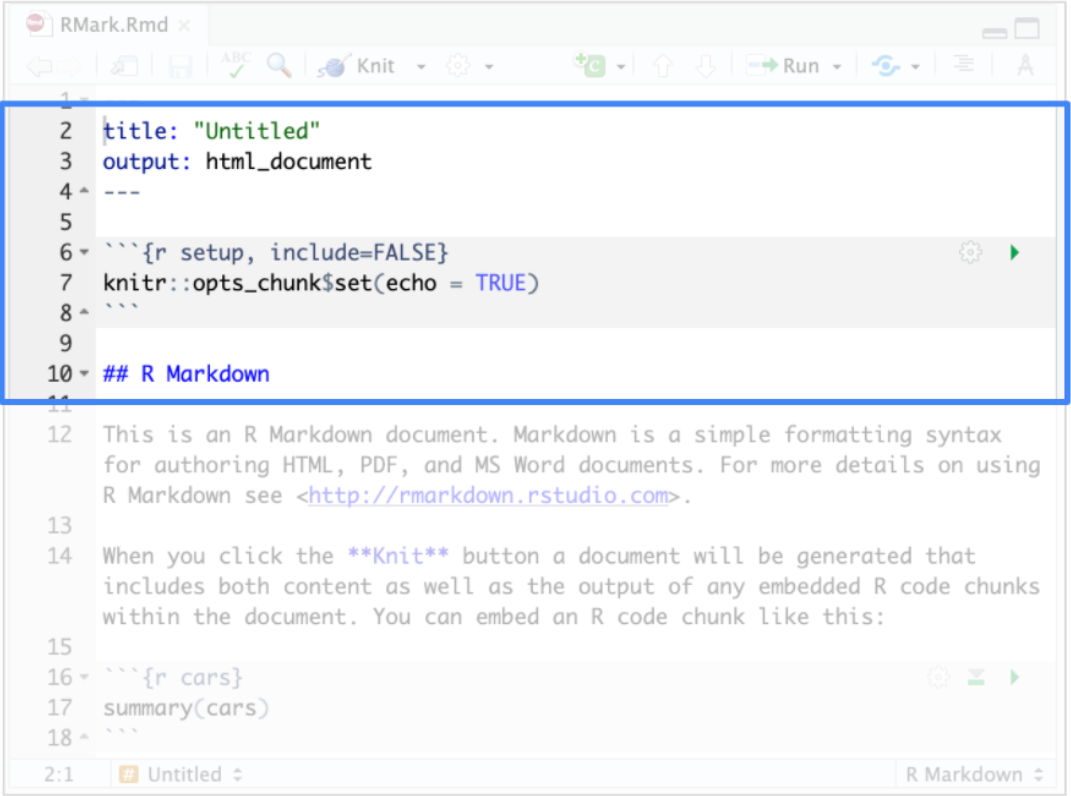 RMark.Rmd ×
ABC Knit C Run
1 ---
2 title: "Untitled"
3 output: html_document
4 ---
5
6 ```{r setup, include=FALSE}
7 knitr::opts_chunk$set(echo = TRUE)
8 ```
9
10 ## R Markdown
11
12 This is an R Markdown document. Markdown is a simple formatting syntax
for authoring HTML, PDF, and MS Word documents. For more details on using
R Markdown see <http://rmarkdown.rstudio.com>.
13
14 When you click the **Knit** button a document will be generated that
includes both content as well as the output of any embedded R code chunks
within the document. You can embed an R code chunk like this:
15
16 ```{r cars}
17 summary(cars)
18 ```
2:1 # Untitled R Markdown